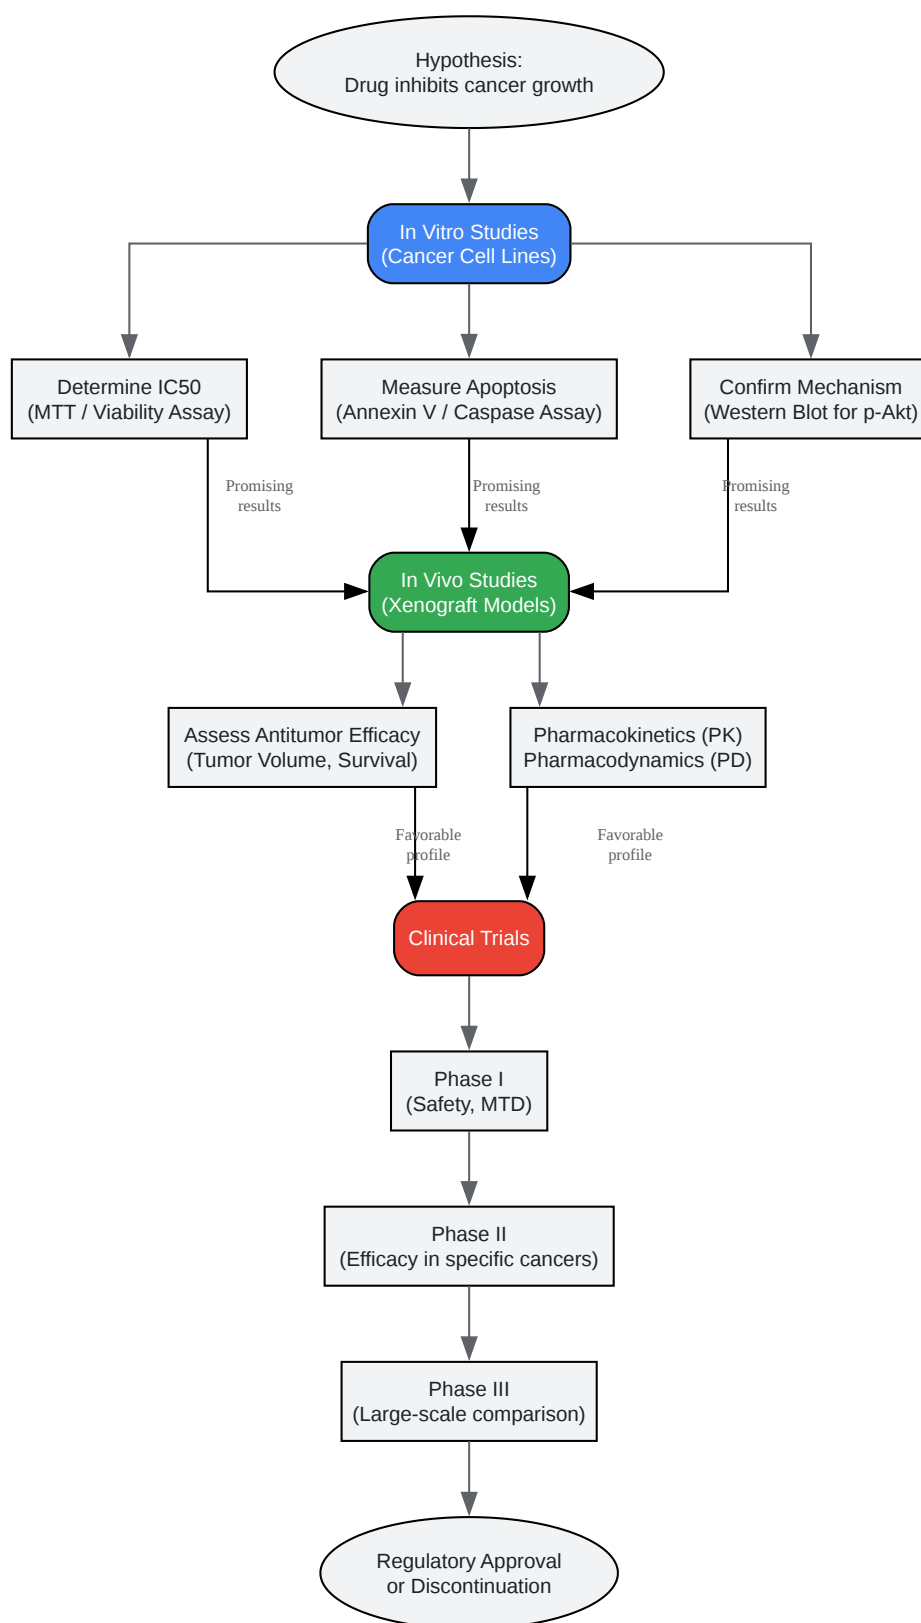 Hypothesis:
Drug inhibits cancer growth
In Vitro Studies
(Cancer Cell Lines)
Determine IC50
(MTT / Viability Assay)
Measure Apoptosis
(Annexin V / Caspase Assay)
Confirm Mechanism
(Western Blot for p-Akt)
Promising
results
Promising
results
Promising
results
In Vivo Studies
(Xenograft Models)
Assess Antitumor Efficacy
(Tumor Volume, Survival)
Pharmacokinetics (PK)
Pharmacodynamics (PD)
Favorable
profile
Favorable
profile
Clinical Trials
Phase I
(Safety, MTD)
Phase II
(Efficacy in specific cancers)
Phase III
(Large-scale comparison)
Regulatory Approval
or Discontinuation